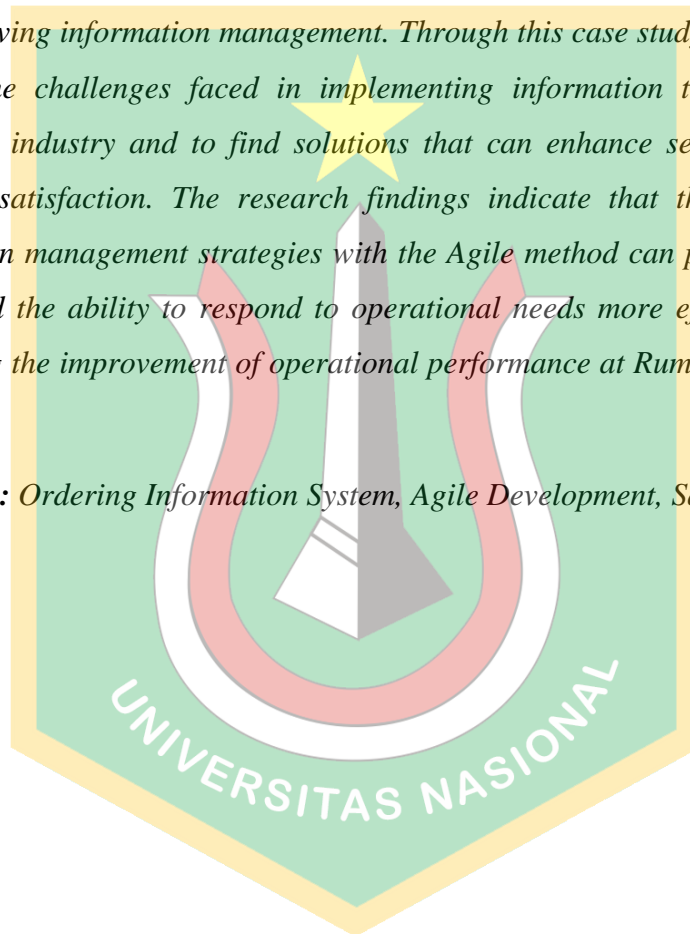 ving information management. Through this case stud
e challenges faced in implementing information t
industry and to find solutions that can enhance se
satisfaction. The research findings indicate that th
n management strategies with the Agile method can p
d the ability to respond to operational needs more ef
the improvement of operational performance at Rum
: Ordering Information System, Agile Development, S
UNIVERSITAS NASIONAL